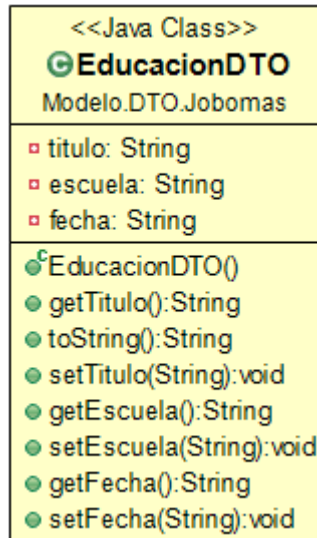 <<Java Class>>
EducacionDTO
Modelo.DTO.Jobomas
titulo: String
escuela: String
fecha: String
EducacionDTO()
getTitulo():String
toString():String
setTitulo(String):void
getEscuela():String
setEscuela(String):void
getFecha():String
setFecha(String):void